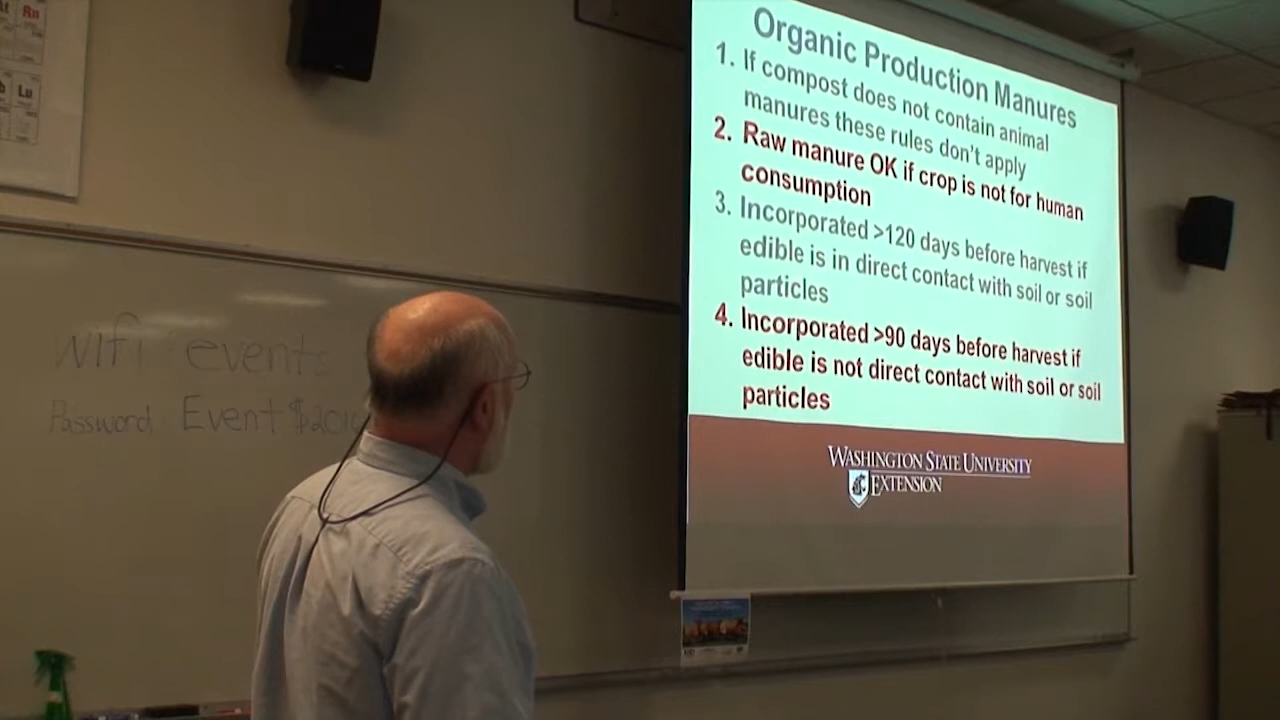 Rn
Lu
Wifi events
Password: Event $201
Organic Production Manures
1. If compost does not contain animal
manures these rules don't apply
2. Raw manure OK if crop is not for human
consumption
3. Incorporated >120 days before harvest if
edible is in direct contact with soil or soil
particles
4. Incorporated >90 days before harvest if
edible is not direct contact with soil or soil
particles
WASHINGTON STATE UNIVERSITY
EXTENSION